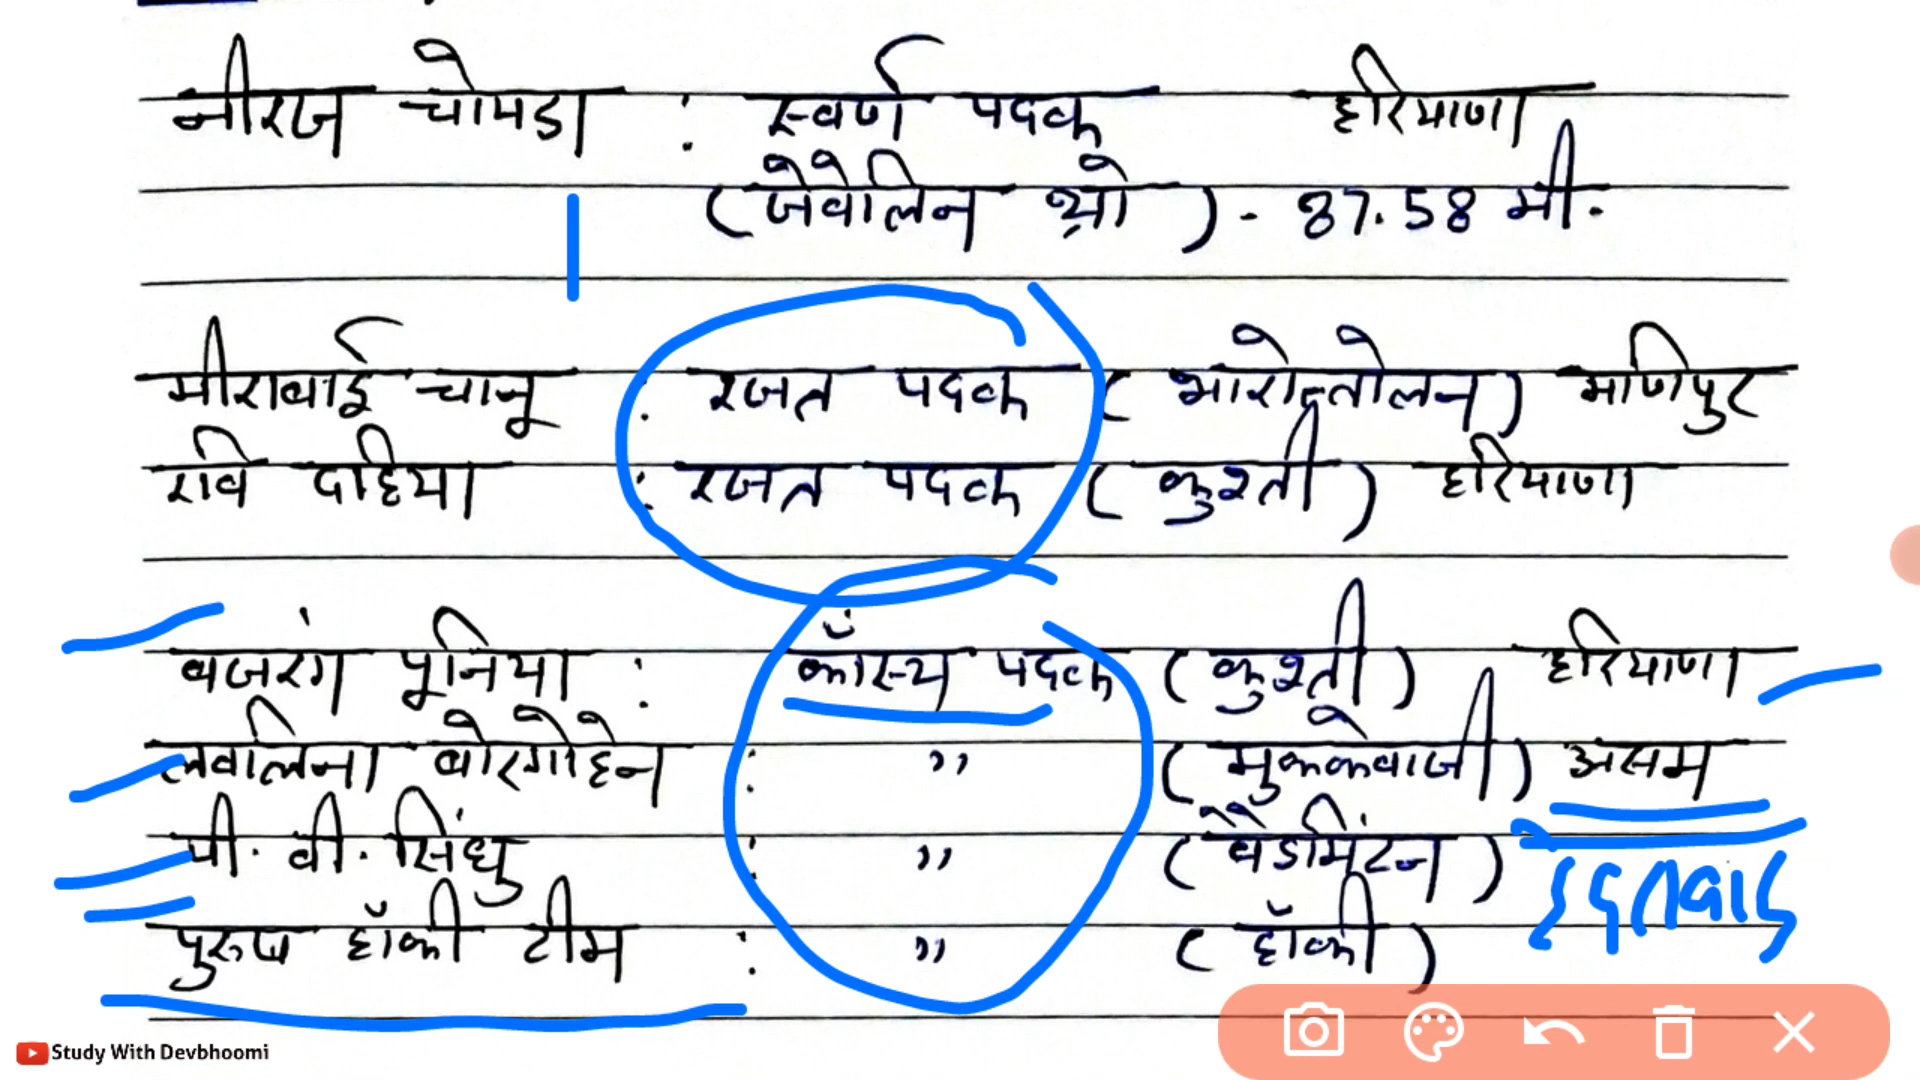 नीरज चोपडा : स्वर्ण पदक हरियाणा
(जेवेलिन थ्रो) - 87.58 मी.
मीराबाई चानू : रजत पदक (भारोत्तोलन) मणिपुर
रवि दहिया : रजत पदक (कुश्ती) हरियाणा
बजरंग पूनिया : काँस्य पदक (कुश्ती) हरियाणा
लवलिना बोरगोहेन : " (मुक्केबाजी) असम
पी. वी. सिंधु : " (बैडमिंटन)
पुरुष हॉकी टीम : " (हॉकी)
Study With Devbhoomi